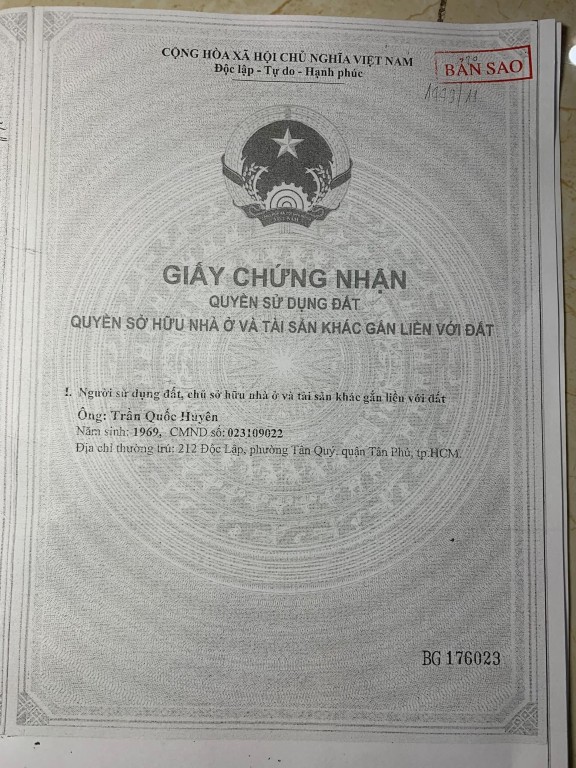 CỘNG HÒA XÃ HỘI CHỦ NGHĨA VIỆT NAM
Độc lập - Tự do - Hạnh phúc
BẢN SAO
GIẤY CHỨNG NHẬN
QUYỀN SỬ DỤNG ĐẤT
QUYỀN SỞ HỮU NHÀ Ở VÀ TÀI SẢN KHÁC GẮN LIỀN VỚI ĐẤT
I. Người sử dụng đất, chủ sở hữu nhà ở và tài sản khác gắn liền với đất
Ông: Trần Quốc Huyên
Năm sinh: 1969, CMND số: 023109022
Địa chỉ thường trú: 212 Độc Lập, phường Tân Quý, quận Tân Phú, tp.HCM.
BG 176023